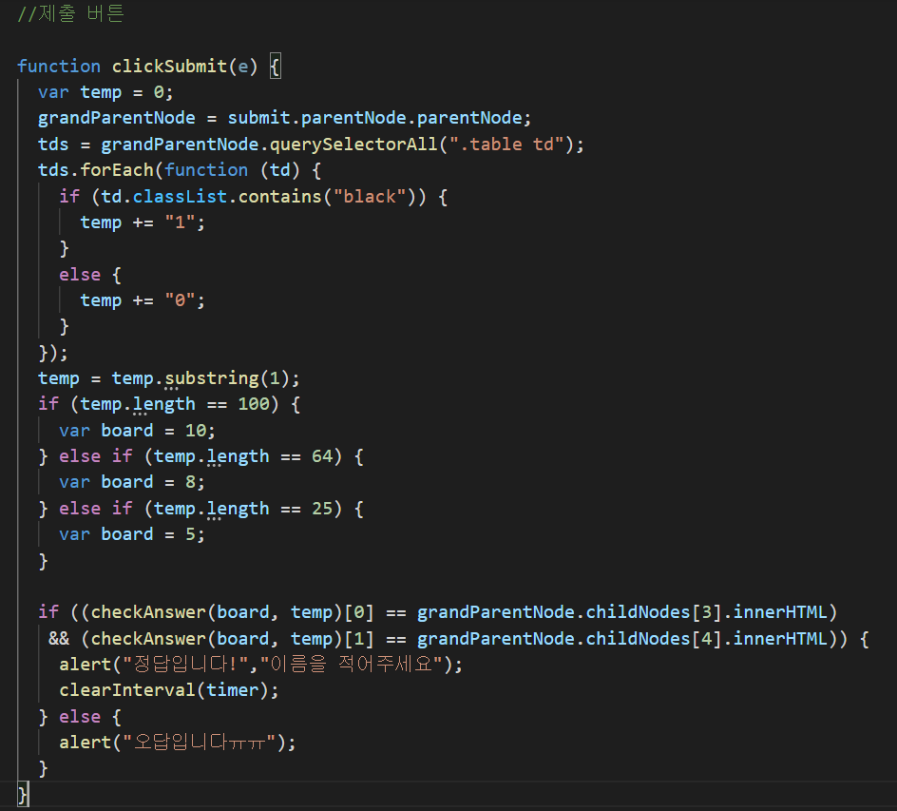 //제출 버튼
function clickSubmit(e) {
var temp = 0;
grandParentNode = submit.parentNode.parentNode;
tds = grandParentNode.querySelectorAll(".table td");
tds.forEach(function (td) {
if (td.classList.contains("black")) {
temp += "1";
}
else {
temp += "0";
}
});
temp = temp.substring(1);
if (temp.length == 100) {
var board = 10;
} else if (temp.length == 64) {
var board = 8;
} else if (temp.length == 25) {
var board = 5;
}
if ((checkAnswer(board, temp)[0] == grandParentNode.childNodes[3].innerHTML)
&& (checkAnswer(board, temp)[1] == grandParentNode.childNodes[4].innerHTML)) {
alert("정답입니다!","이름을 적어주세요");
clearInterval(timer);
} else {
alert("오답입니다ㅠㅠ");
}
}